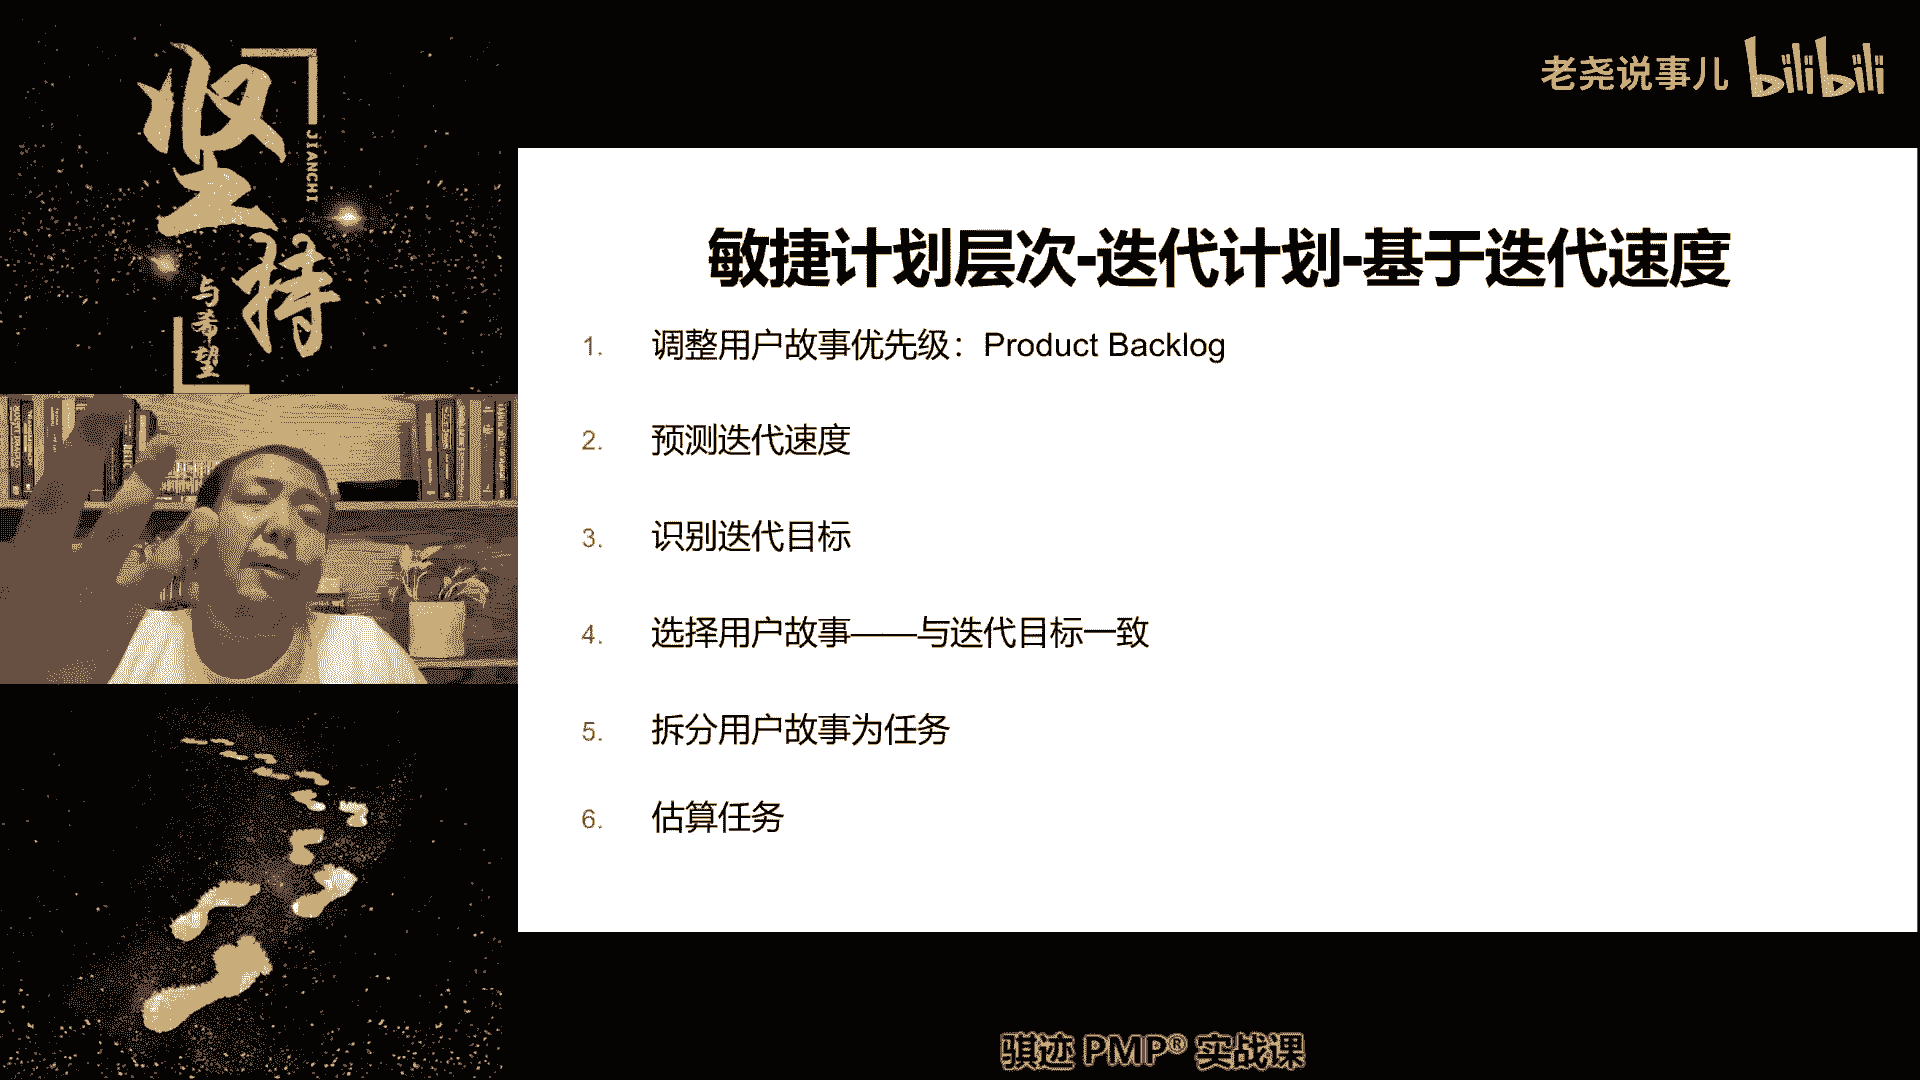 坚
持
JIANCHI
与希望
老尧说事儿 bilibili
敏捷计划层次-迭代计划-基于迭代速度
1. 调整用户故事优先级：Product Backlog
2. 预测迭代速度
3. 识别迭代目标
4. 选择用户故事——与迭代目标一致
5. 拆分用户故事为任务
6. 估算任务
骐迹 PMP® 实战课